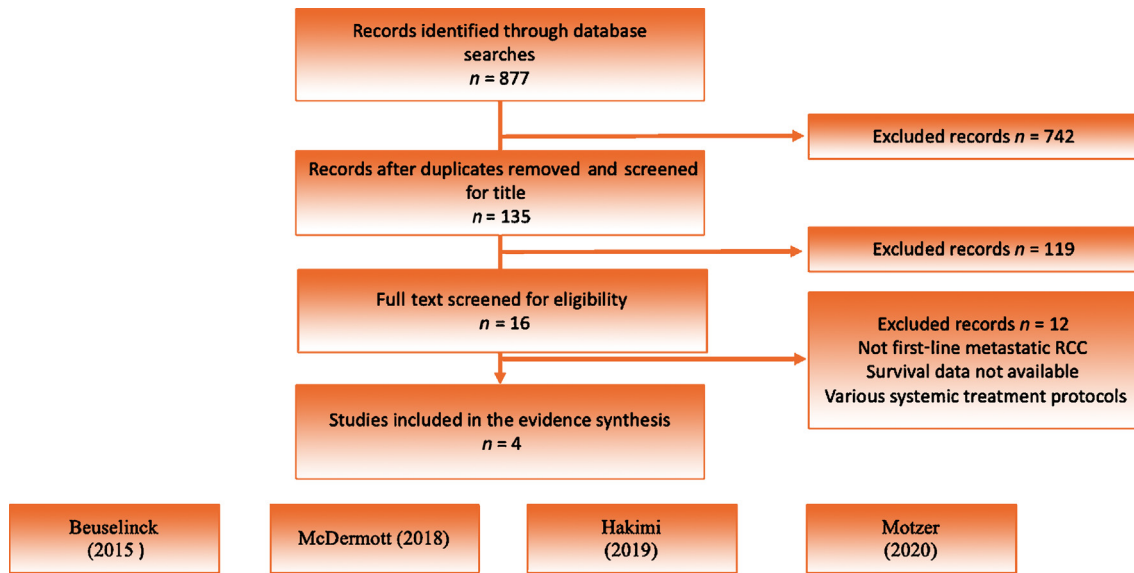 Records identified through database
searches
n = 877
Excluded records n = 742
Records after duplicates removed and screened
for title
n = 135
Excluded records n = 119
Full text screened for eligibility
n = 16
Excluded records n = 12
Not first-line metastatic RCC
Survival data not available
Various systemic treatment protocols
Studies included in the evidence synthesis
n = 4
Beuselinck
(2015 )
McDermott (2018)
Hakimi
(2019)
Motzer
(2020)